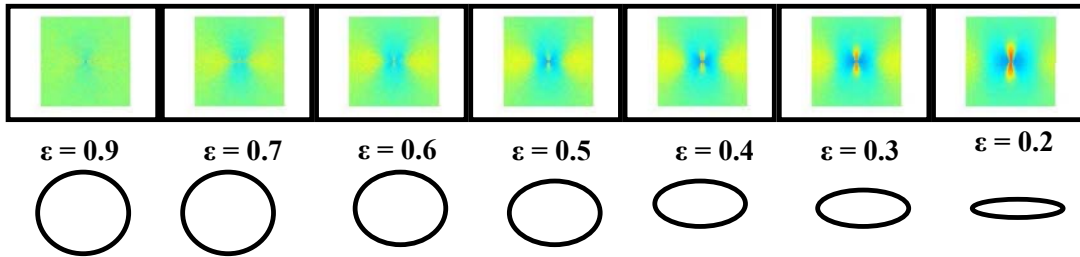 ε = 0.9 ε = 0.7 ε = 0.6 ε = 0.5 ε = 0.4 ε = 0.3 ε = 0.2